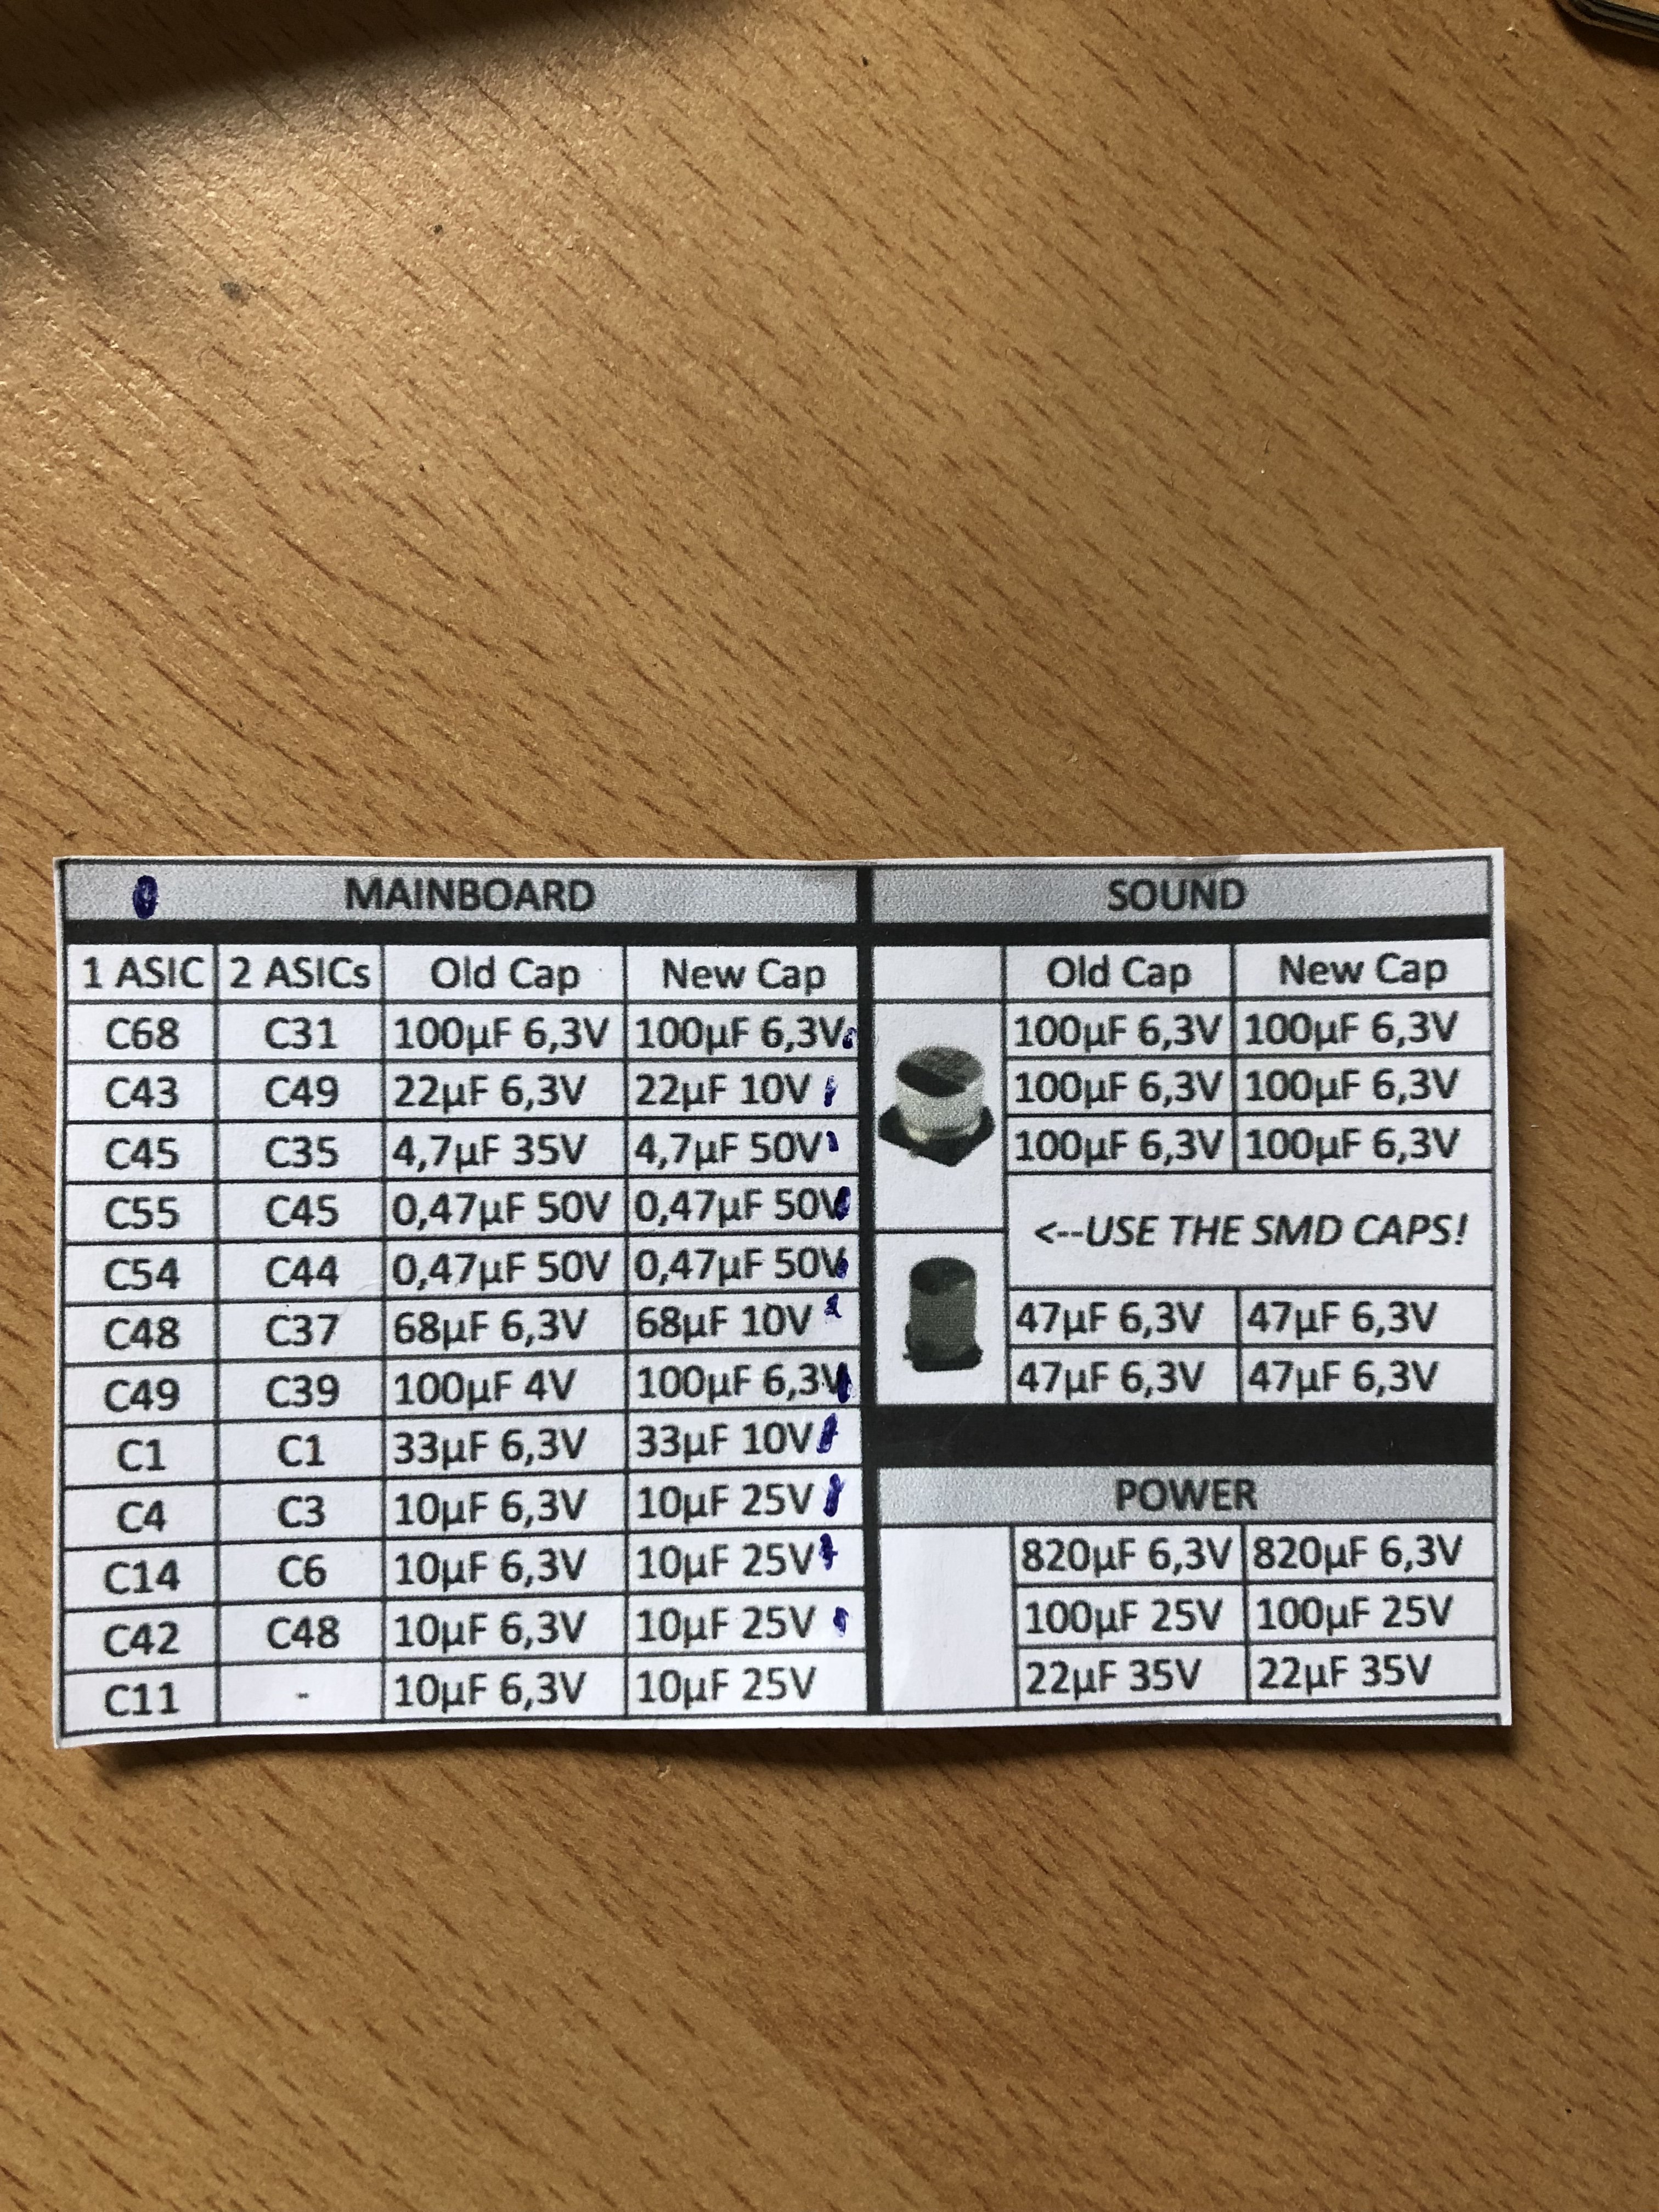 MAINBOARD
1 ASIC 2 ASICs Old Cap New Cap
C68 C31 100µF 6,3V 100µF 6,3V
C43 C49 22µF 6,3V 22µF 10V
C45 C35 4,7µF 35V 4,7µF 50V
C55 C45 0,47µF 50V 0,47µF 50V
C54 C44 0,47µF 50V 0,47µF 50V
C48 C37 68µF 6,3V 68µF 10V
C49 C39 100µF 4V 100µF 6,3V
C1 C1 33µF 6,3V 33µF 10V
C4 C3 10µF 6,3V 10µF 25V
C14 C6 10µF 6,3V 10µF 25V
C42 C48 10µF 6,3V 10µF 25V
C11 - 10µF 6,3V 10µF 25V
SOUND
Old Cap New Cap
100µF 6,3V 100µF 6,3V
100µF 6,3V 100µF 6,3V
100µF 6,3V 100µF 6,3V
<--USE THE SMD CAPS!
47µF 6,3V 47µF 6,3V
47µF 6,3V 47µF 6,3V
POWER
820µF 6,3V 820µF 6,3V
100µF 25V 100µF 25V
22µF 35V 22µF 35V